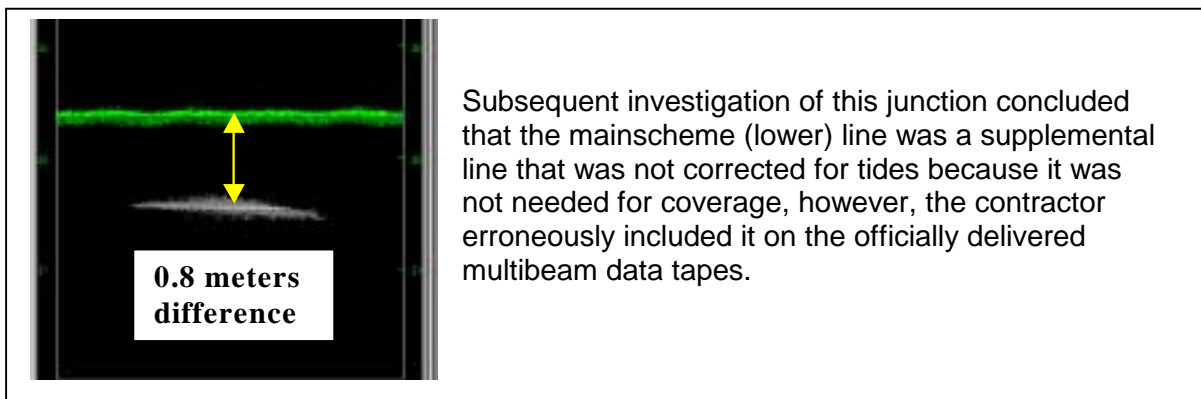 Subsequent investigation of this junction concluded
that the mainscheme (lower) line was a supplemental
line that was not corrected for tides because it was
not needed for coverage, however, the contractor
erroneously included it on the officially delivered
multibeam data tapes.
0.8 meters
difference